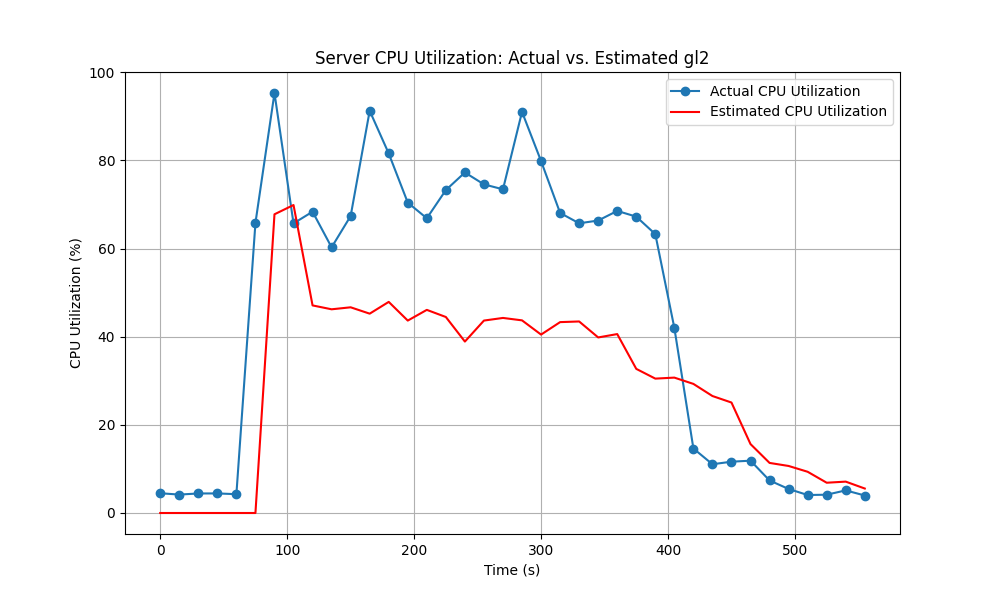 Server CPU Utilization: Actual vs. Estimated gl2
Actual CPU Utilization
Estimated CPU Utilization
CPU Utilization (%)
100
80
60
40
20
0
0 100 200 300 400 500
Time (s)